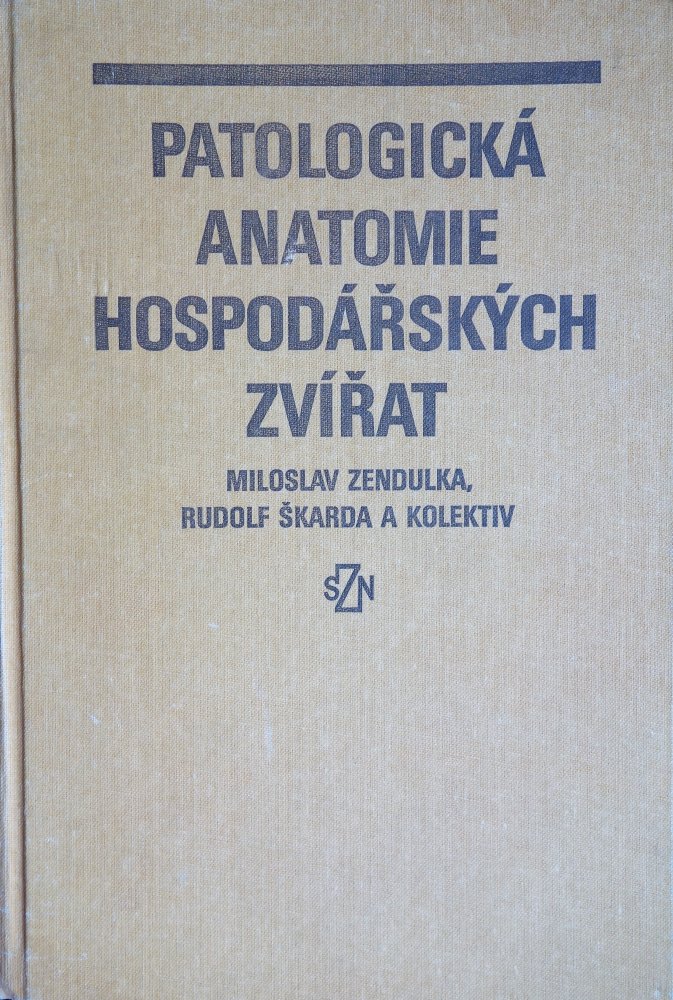 PATOLOGICKÁ
ANATOMIE
HOSPODÁŘSKÝCH
ZVÍŘAT
MILOSLAV ZENDULKA,
RUDOLF ŠKARDA A KOLEKTIV
SZN